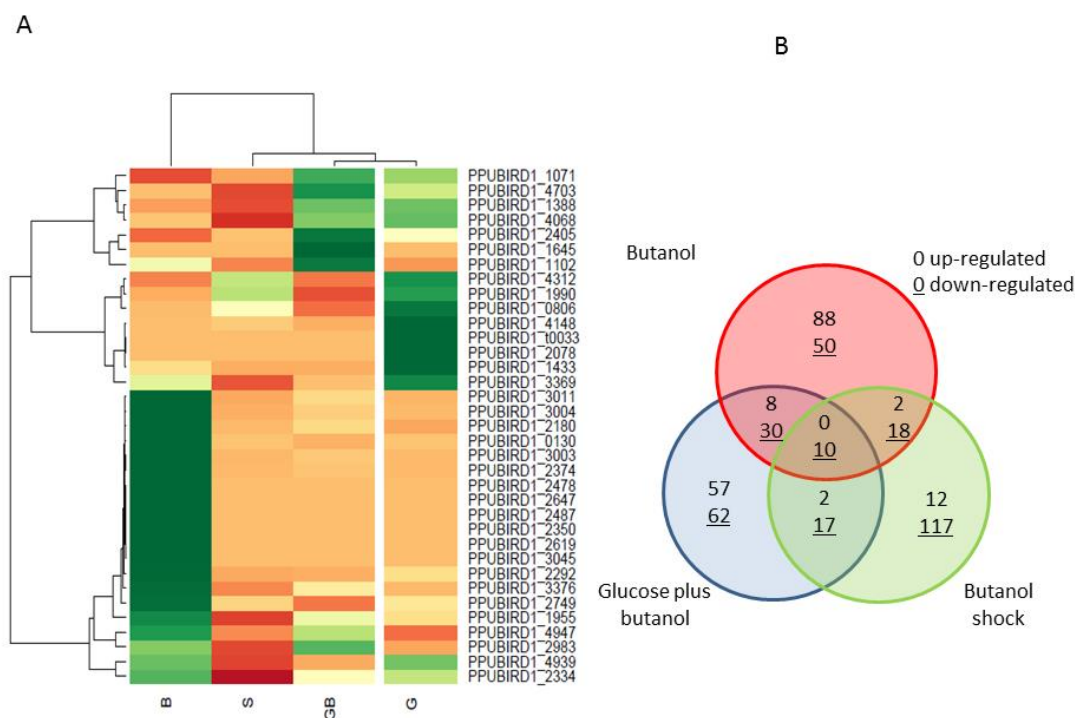 A
B
PPUBIRD1_1071
PPUBIRD1_4703
PPUBIRD1_1388
PPUBIRD1_4068
PPUBIRD1_2405
PPUBIRD1_1645
PPUBIRD1_1102
PPUBIRD1_4312
PPUBIRD1_1990
PPUBIRD1_0806
PPUBIRD1_4148
PPUBIRD1_t0033
PPUBIRD1_2078
PPUBIRD1_1433
PPUBIRD1_3369
PPUBIRD1_3011
PPUBIRD1_3004
PPUBIRD1_2180
PPUBIRD1_0130
PPUBIRD1_3003
PPUBIRD1_2374
PPUBIRD1_2478
PPUBIRD1_2647
PPUBIRD1_2487
PPUBIRD1_2350
PPUBIRD1_2619
PPUBIRD1_3045
PPUBIRD1_2292
PPUBIRD1_3376
PPUBIRD1_2749
PPUBIRD1_1955
PPUBIRD1_4947
PPUBIRD1_2983
PPUBIRD1_4939
PPUBIRD1_2334
B S GB G
Butanol
0 up-regulated
0 down-regulated
88
50
8
30
0
10
2
18
57
62
2
17
12
117
Glucose plus
butanol
Butanol
shock